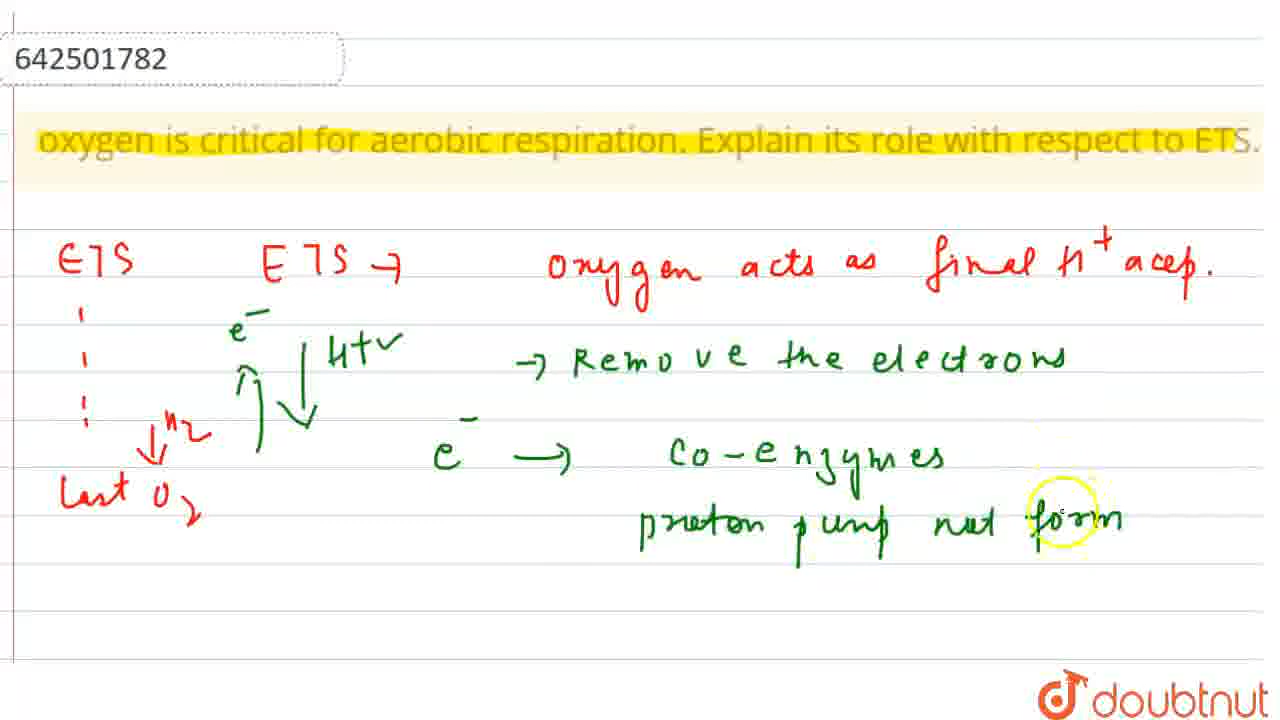 642501782
oxygen is critical for aerobic respiration. Explain its role with respect to ETS.
ETS ETS → oxygen acts as final H+ acep.
e- H+ ✓ → Remove the electrons
H2 e- → co-enzymes
Last O2 proton pump not form
doubtnut